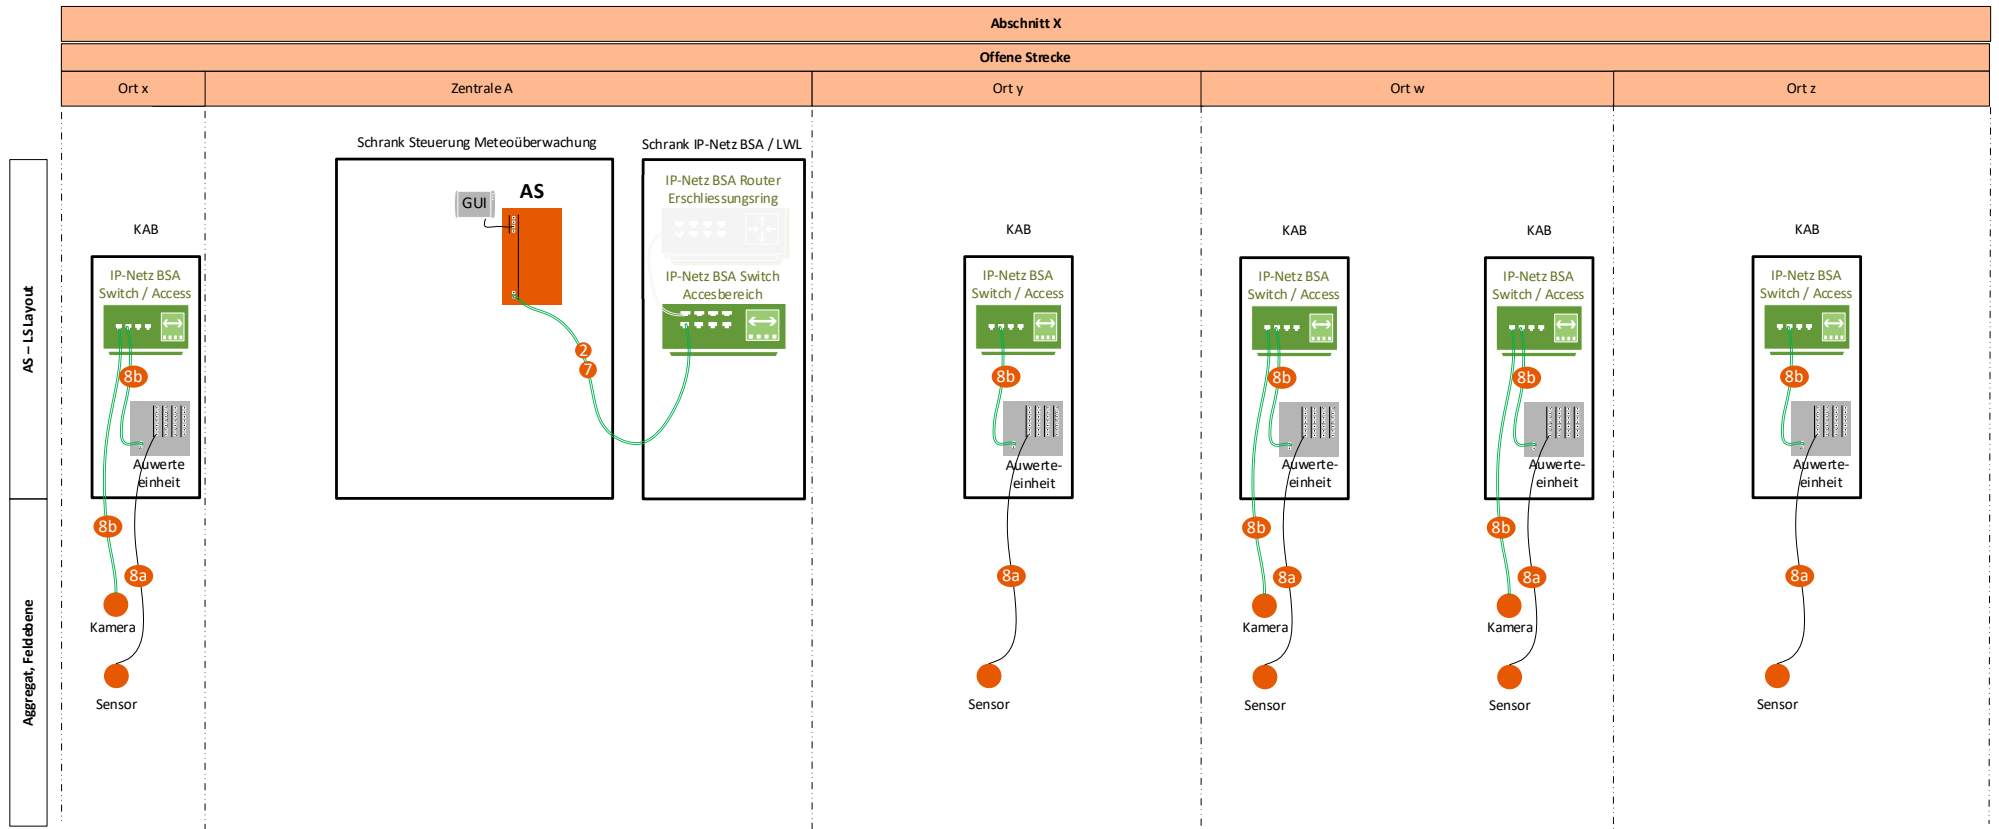 Abschnitt X
Offene Strecke
Ort x
Zentrale A
Ort y
Ort w
Ort z
AS – LS Layout
Aggregat, Feldebene
KAB
IP-Netz BSA
Switch / Access
8b
Auwerte
einheit
8b
8a
Kamera
Sensor
Schrank Steuerung Meteoüberwachung
GUI
AS
2
7
Schrank IP-Netz BSA / LWL
IP-Netz BSA Router
Erschliessungsring
IP-Netz BSA Switch
Accesbereich
KAB
IP-Netz BSA
Switch / Access
8b
Auwerte-
einheit
8a
Sensor
KAB
IP-Netz BSA
Switch / Access
8b
Auwerte-
einheit
8b
8a
Kamera
Sensor
KAB
IP-Netz BSA
Switch / Access
8b
Auwerte-
einheit
8b
8a
Kamera
Sensor
KAB
IP-Netz BSA
Switch / Access
8b
Auwerte-
einheit
8a
Sensor